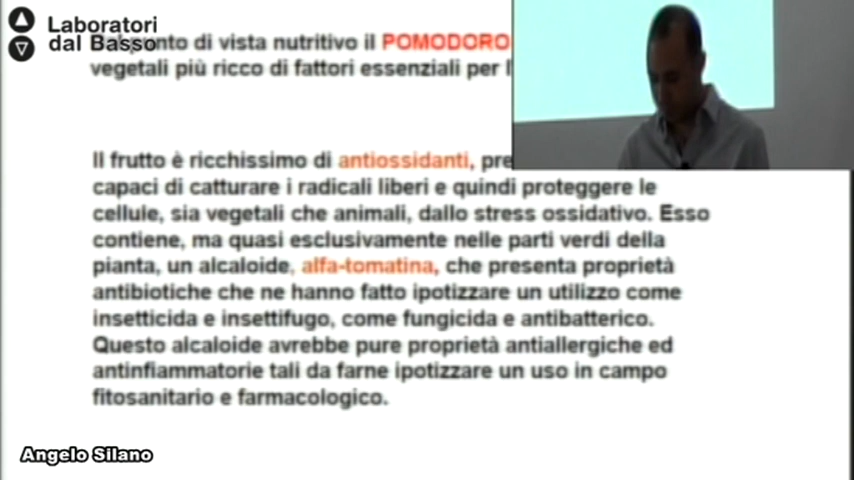 Laboratori
dal Basso
punto di vista nutritivo il POMODORO
vegetali più ricco di fattori essenziali per l
Il frutto è ricchissimo di antiossidanti, pre
capaci di catturare i radicali liberi e quindi proteggere le
cellule, sia vegetali che animali, dallo stress ossidativo. Esso
contiene, ma quasi esclusivamente nelle parti verdi della
pianta, un alcaloide, alfa-tomatina, che presenta proprietà
antibiotiche che ne hanno fatto ipotizzare un utilizzo come
insetticida e insettifugo, come fungicida e antibatterico.
Questo alcaloide avrebbe pure proprietà antiallergiche ed
antinfiammatorie tali da farne ipotizzare un uso in campo
fitosanitario e farmacologico.
Angelo Silano